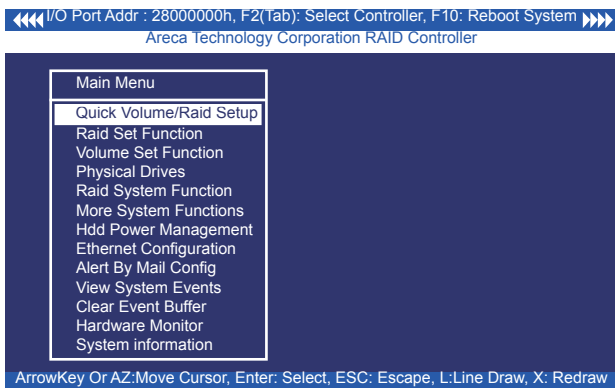 I/O Port Addr : 28000000h, F2(Tab): Select Controller, F10: Reboot System
Areca Technology Corporation RAID Controller
Main Menu
Quick Volume/Raid Setup
Raid Set Function
Volume Set Function
Physical Drives
Raid System Function
More System Functions
Hdd Power Management
Ethernet Configuration
Alert By Mail Config
View System Events
Clear Event Buffer
Hardware Monitor
System information
ArrowKey Or AZ:Move Cursor, Enter: Select, ESC: Escape, L:Line Draw, X: Redraw